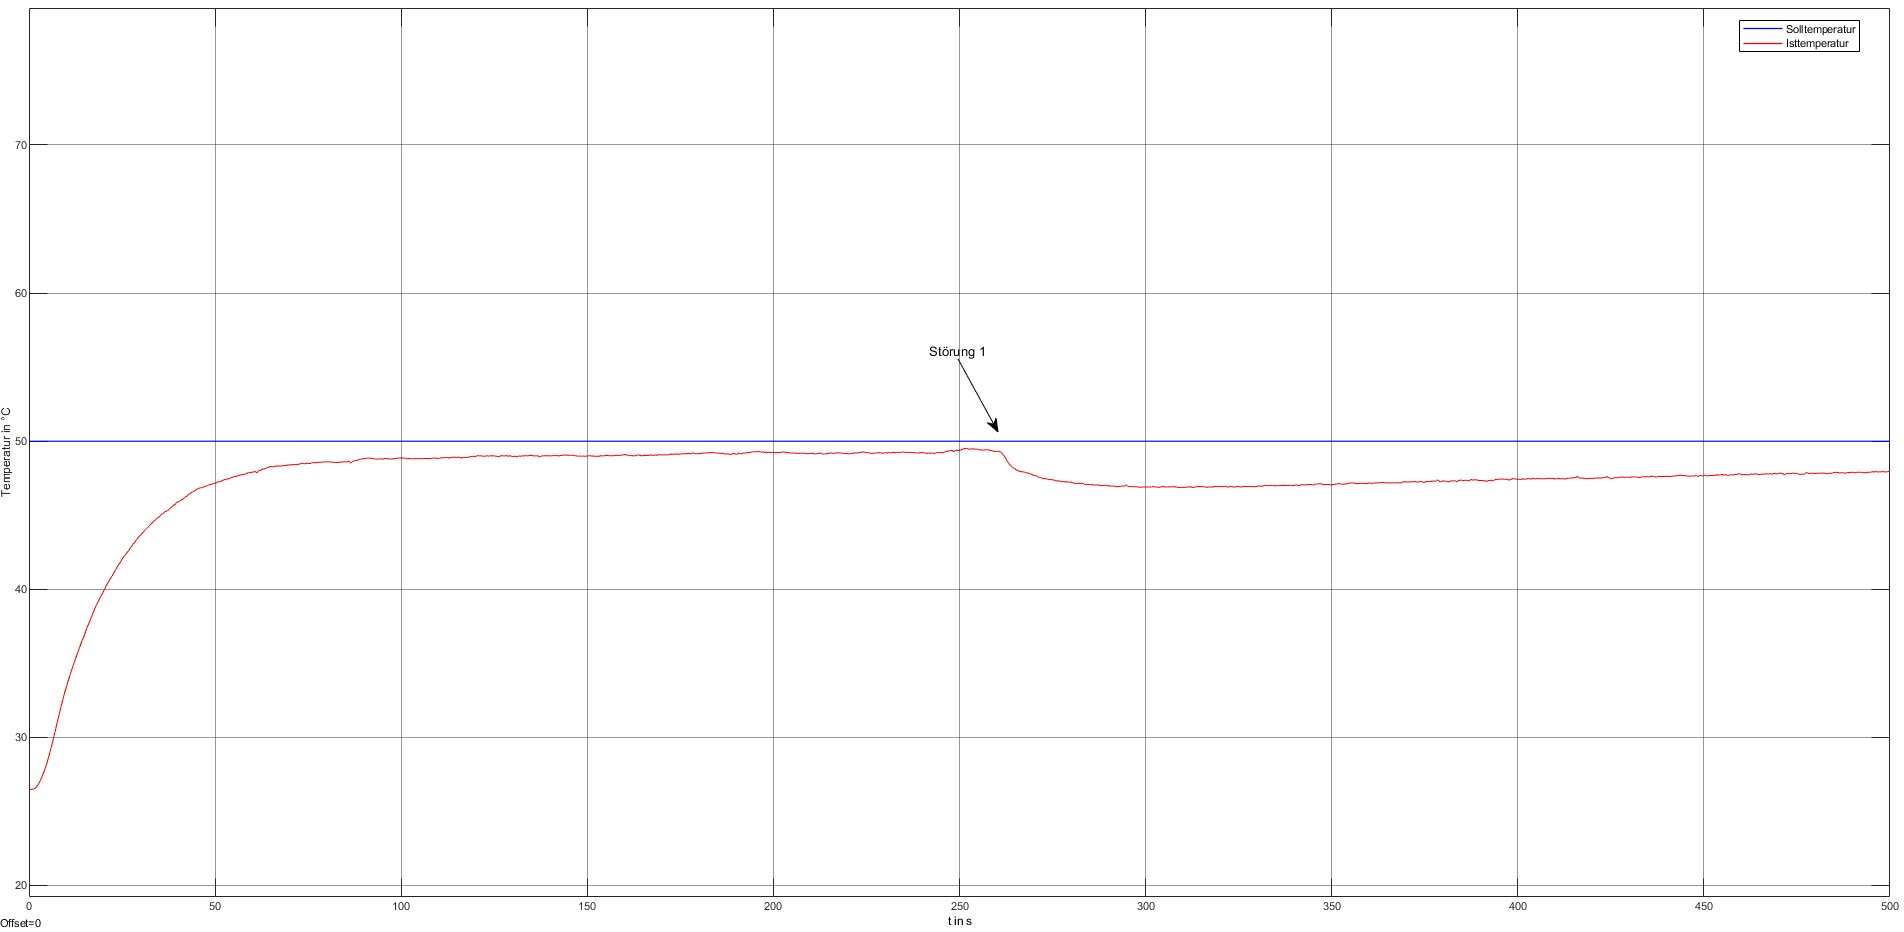 Solltemperatur
Isttemperatur
70
60
Störung 1
50
40
30
20
Temperatur in °C
0 50 100 150 200 250 300 350 400 450 500
t in s
Offset=0